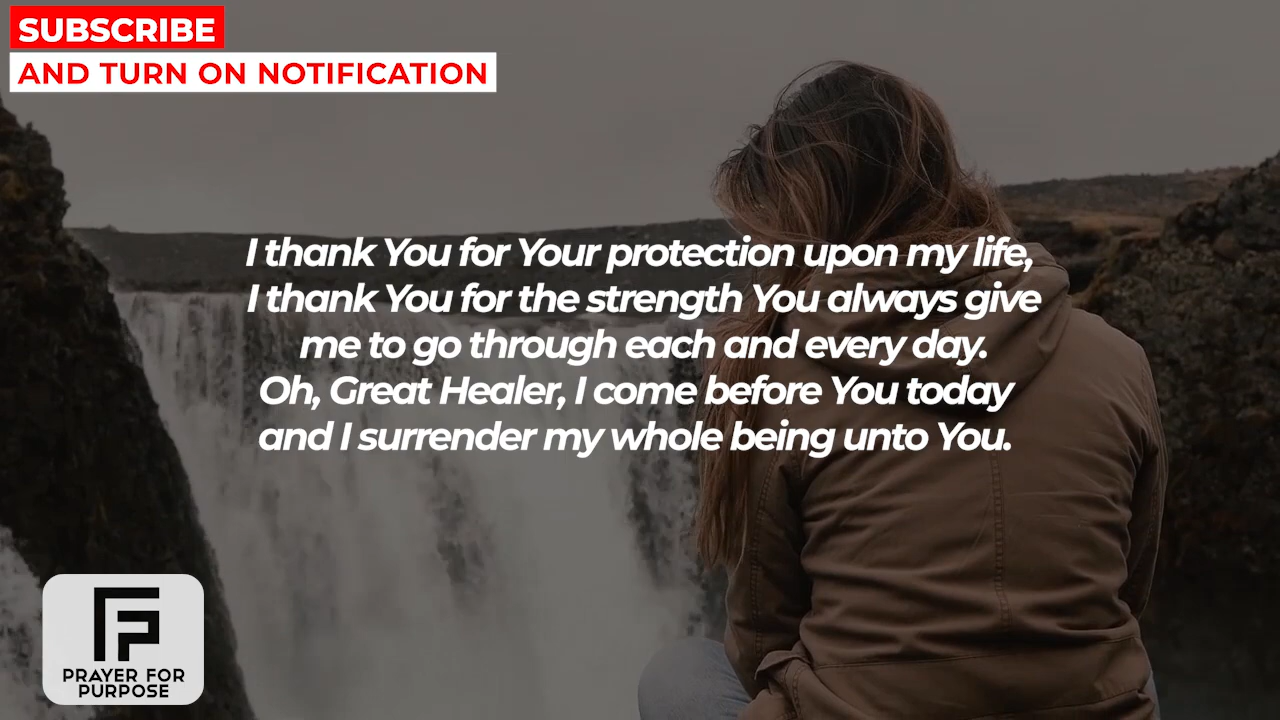 SUBSCRIBE
AND TURN ON NOTIFICATION
I thank You for Your protection upon my life,
I thank You for the strength You always give
me to go through each and every day.
Oh, Great Healer, I come before You today
and I surrender my whole being unto You.
PRAYER FOR
PURPOSE